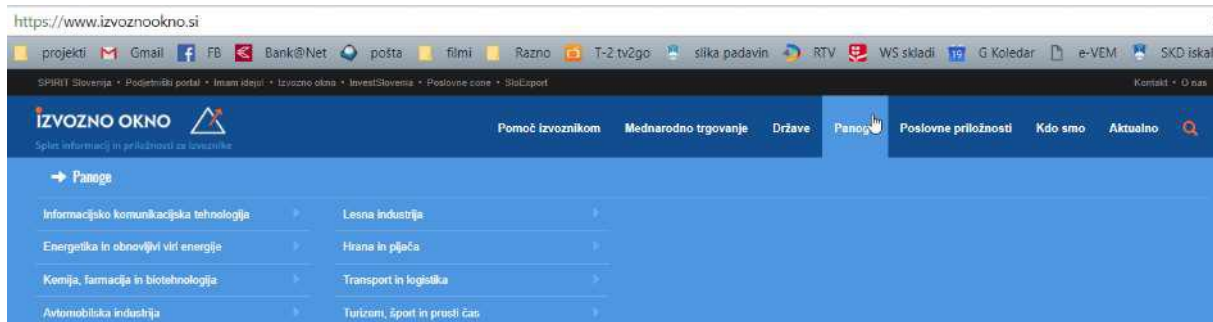 https://www.izvoznookno.si
projekti Gmail FB Bank@Net pošta filmi Razno T-2 tv2go slika padavin RTV WS skladi 19 G Koledar e-VEM SKD iskal
SPIRIT Slovenija • Podjetniški portal • Imam idejo! • Izvozno okno • InvestSlovenia • Poslovne cone • SloExport Kontakt • O nas
IZVOZNO OKNO
Pomoč izvoznikom Mednarodno trgovanje Države Panoge Poslovne priložnosti Kdo smo Aktualno
Splet informacij in priložnosti za izvoznike
Panoge
Informacijsko komunikacijska tehnologija Lesna industrija
Energetika in obnovljivi viri energije Hrana in pijača
Kemija, farmacija in biotehnologija Transport in logistika
Avtomobilska industrija Turizem, šport in prosti čas